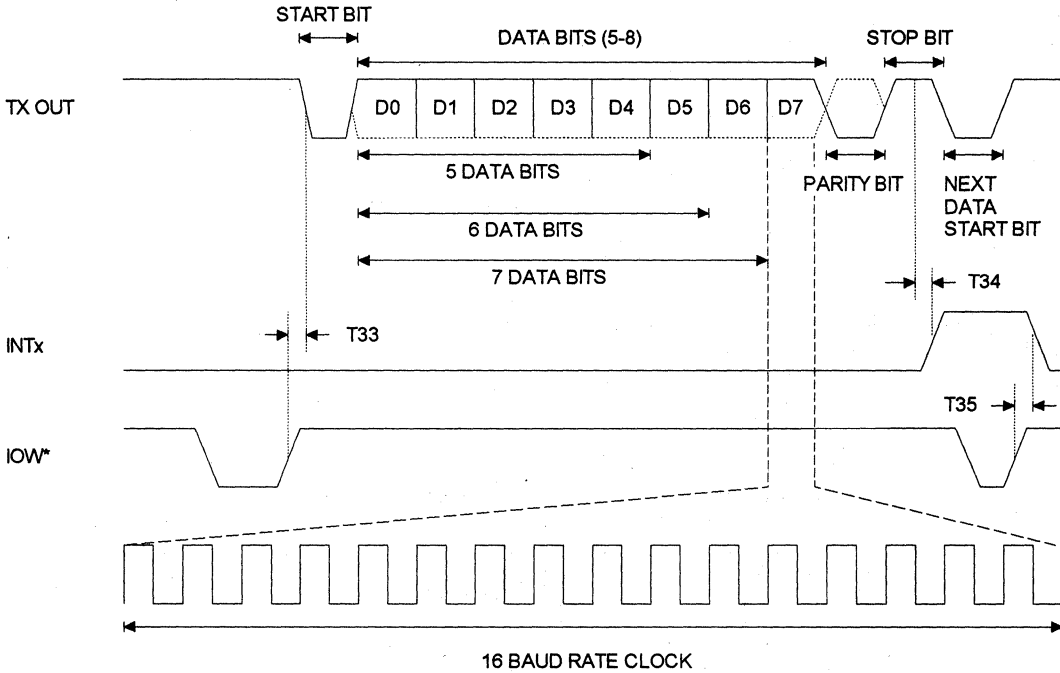 START BIT
DATA BITS (5-8)
STOP BIT
TX OUT
D0 D1 D2 D3 D4 D5 D6 D7
5 DATA BITS
PARITY BIT
NEXT
DATA
START BIT
6 DATA BITS
7 DATA BITS
T34
T33
INTx
T35
IOW*
16 BAUD RATE CLOCK